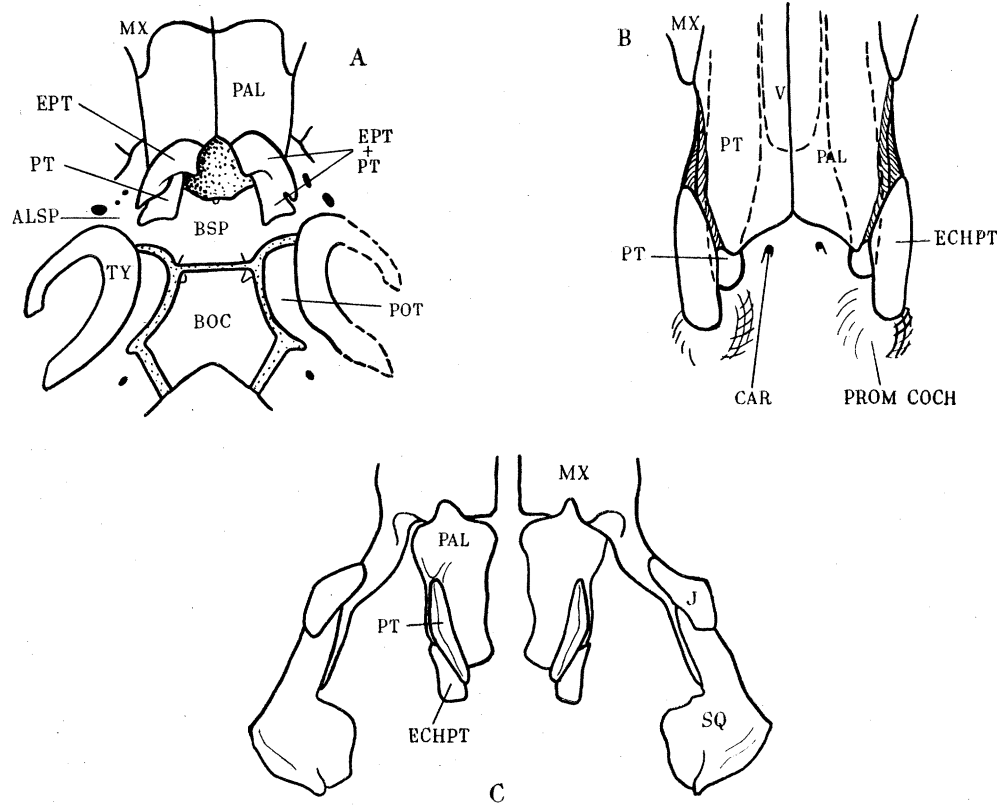 MX
A
PAL
EPT
EPT
+
PT
PT
ALSP
BSP
TY
POT
BOC
MX
B
V
PT
PAL
PT
ECHPT
CAR
PROM COCH
MX
PAL
J
PT
SQ
ECHPT
C